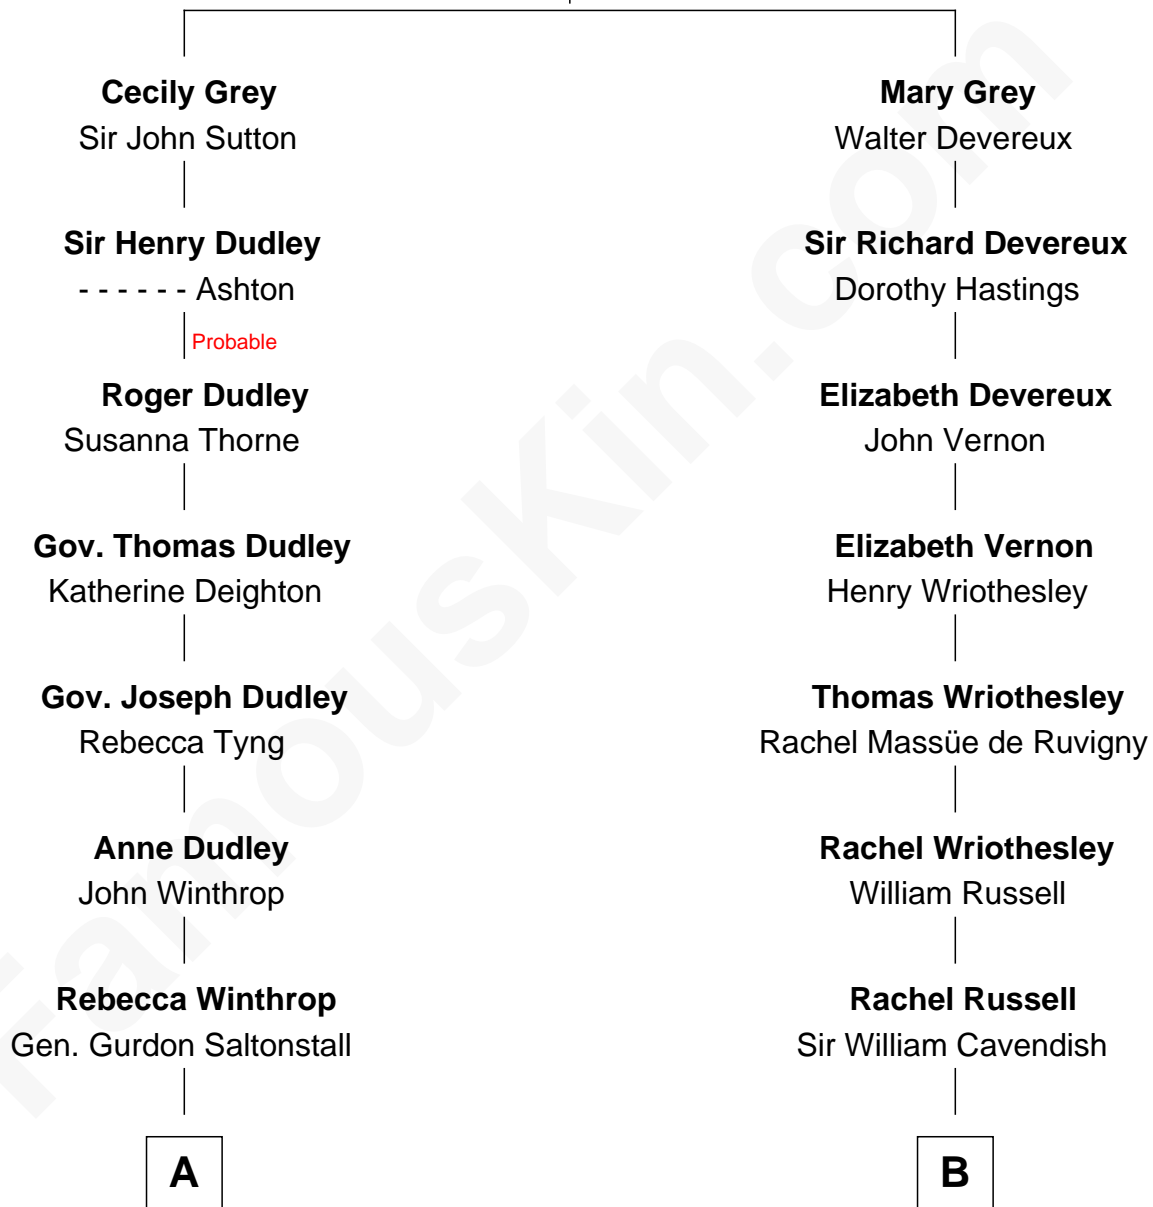 Cecily Grey
Sir John Sutton
Sir Henry Dudley
- - - - - - Ashton
Probable
Roger Dudley
Susanna Thorne
Gov. Thomas Dudley
Katherine Deighton
Gov. Joseph Dudley
Rebecca Tyng
Anne Dudley
John Winthrop
Rebecca Winthrop
Gen. Gurdon Saltonstall
A
Mary Grey
Walter Devereux
Sir Richard Devereux
Dorothy Hastings
Elizabeth Devereux
John Vernon
Elizabeth Vernon
Henry Wriothesley
Thomas Wriothesley
Rachel Massüe de Ruvigny
Rachel Wriothesley
William Russell
Rachel Russell
Sir William Cavendish
B
FamousKin.com